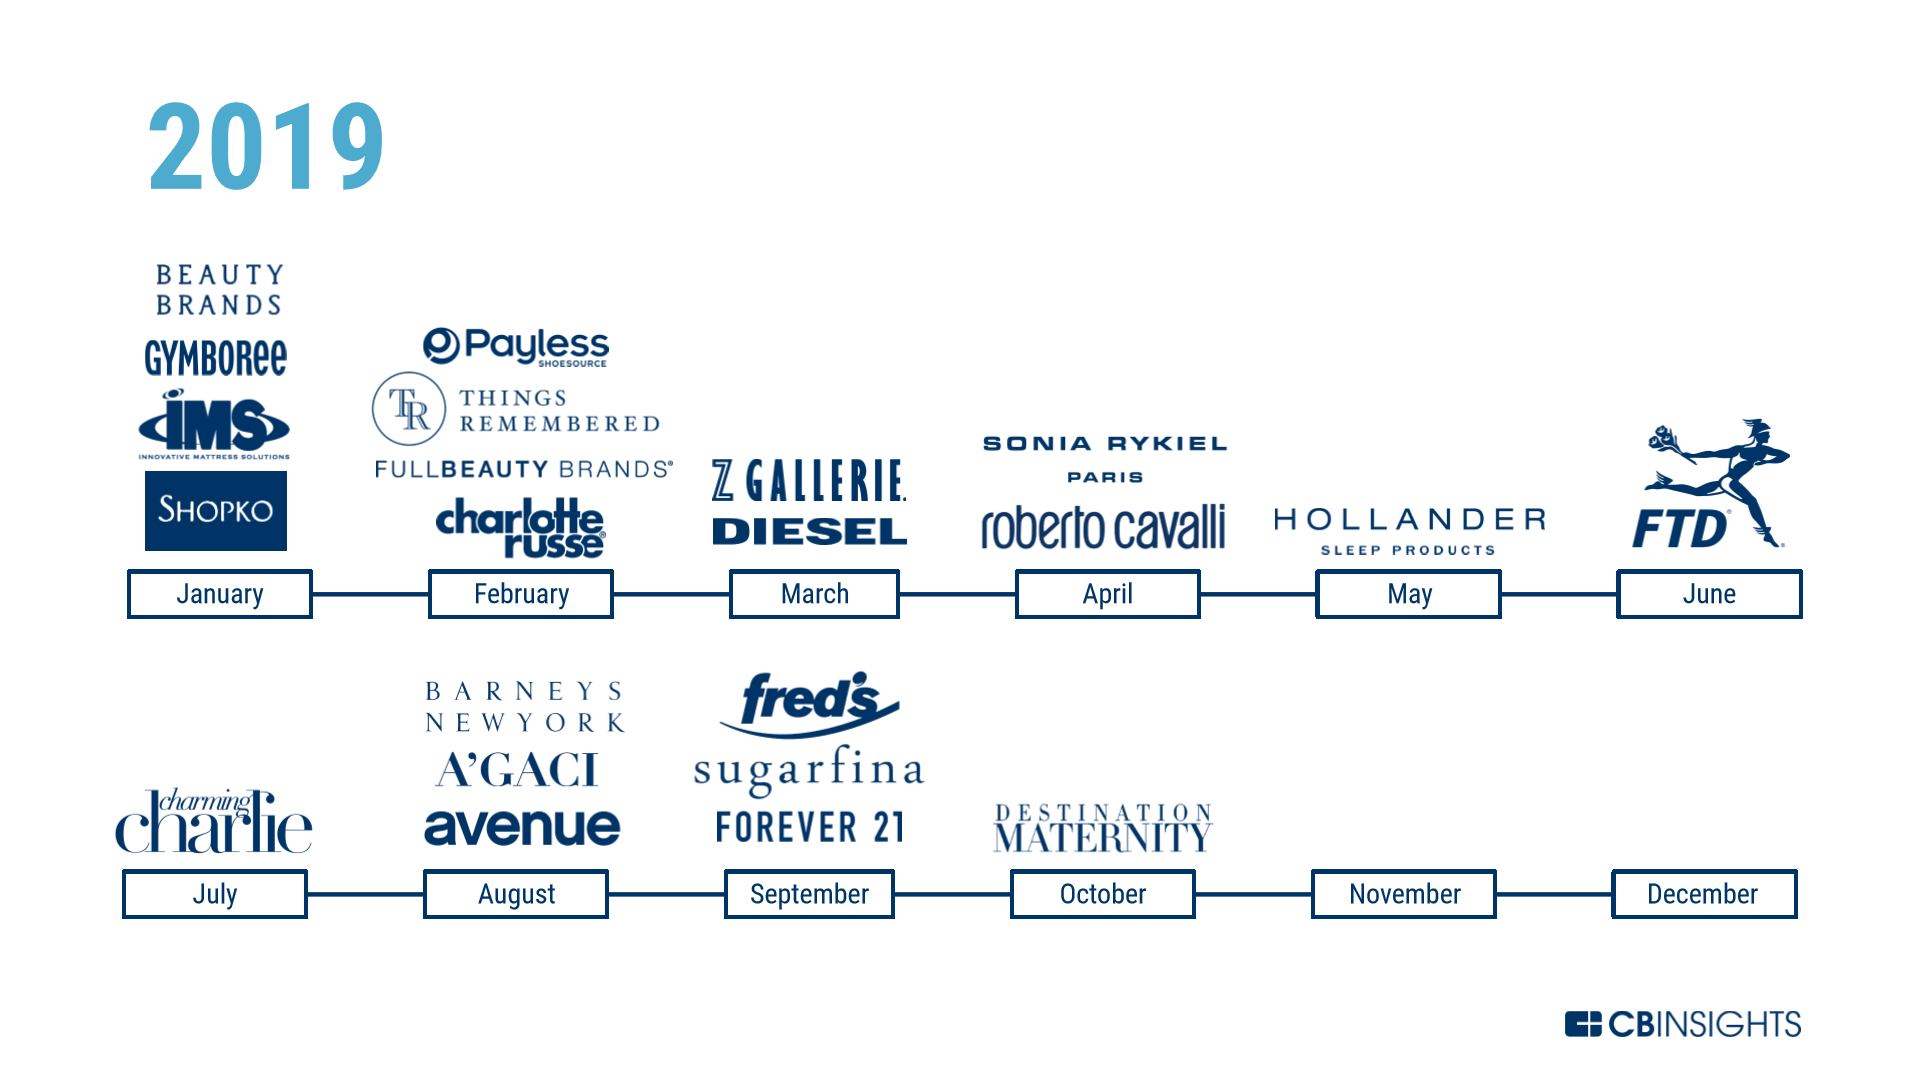 2019
BEAUTY
BRANDS
GYMBOREE
IMS
INNOVATIVE MATTRESS SOLUTIONS
SHOPKO
Payless
SHOESOURCE
TR THINGS
REMEMBERED
FULLBEAUTY BRANDS®
charlotte
russe®
Z GALLERIE.
DIESEL
SONIA RYKIEL
PARIS
roberto cavalli
HOLLANDER
SLEEP PRODUCTS
FTD®
January
February
March
April
May
June
charming
charlie
BARNEYS
NEWYORK
A'GACI
avenue
fred's
sugarfina
FOREVER 21
DESTINATION
MATERNITY
July
August
September
October
November
December
CBINSIGHTS